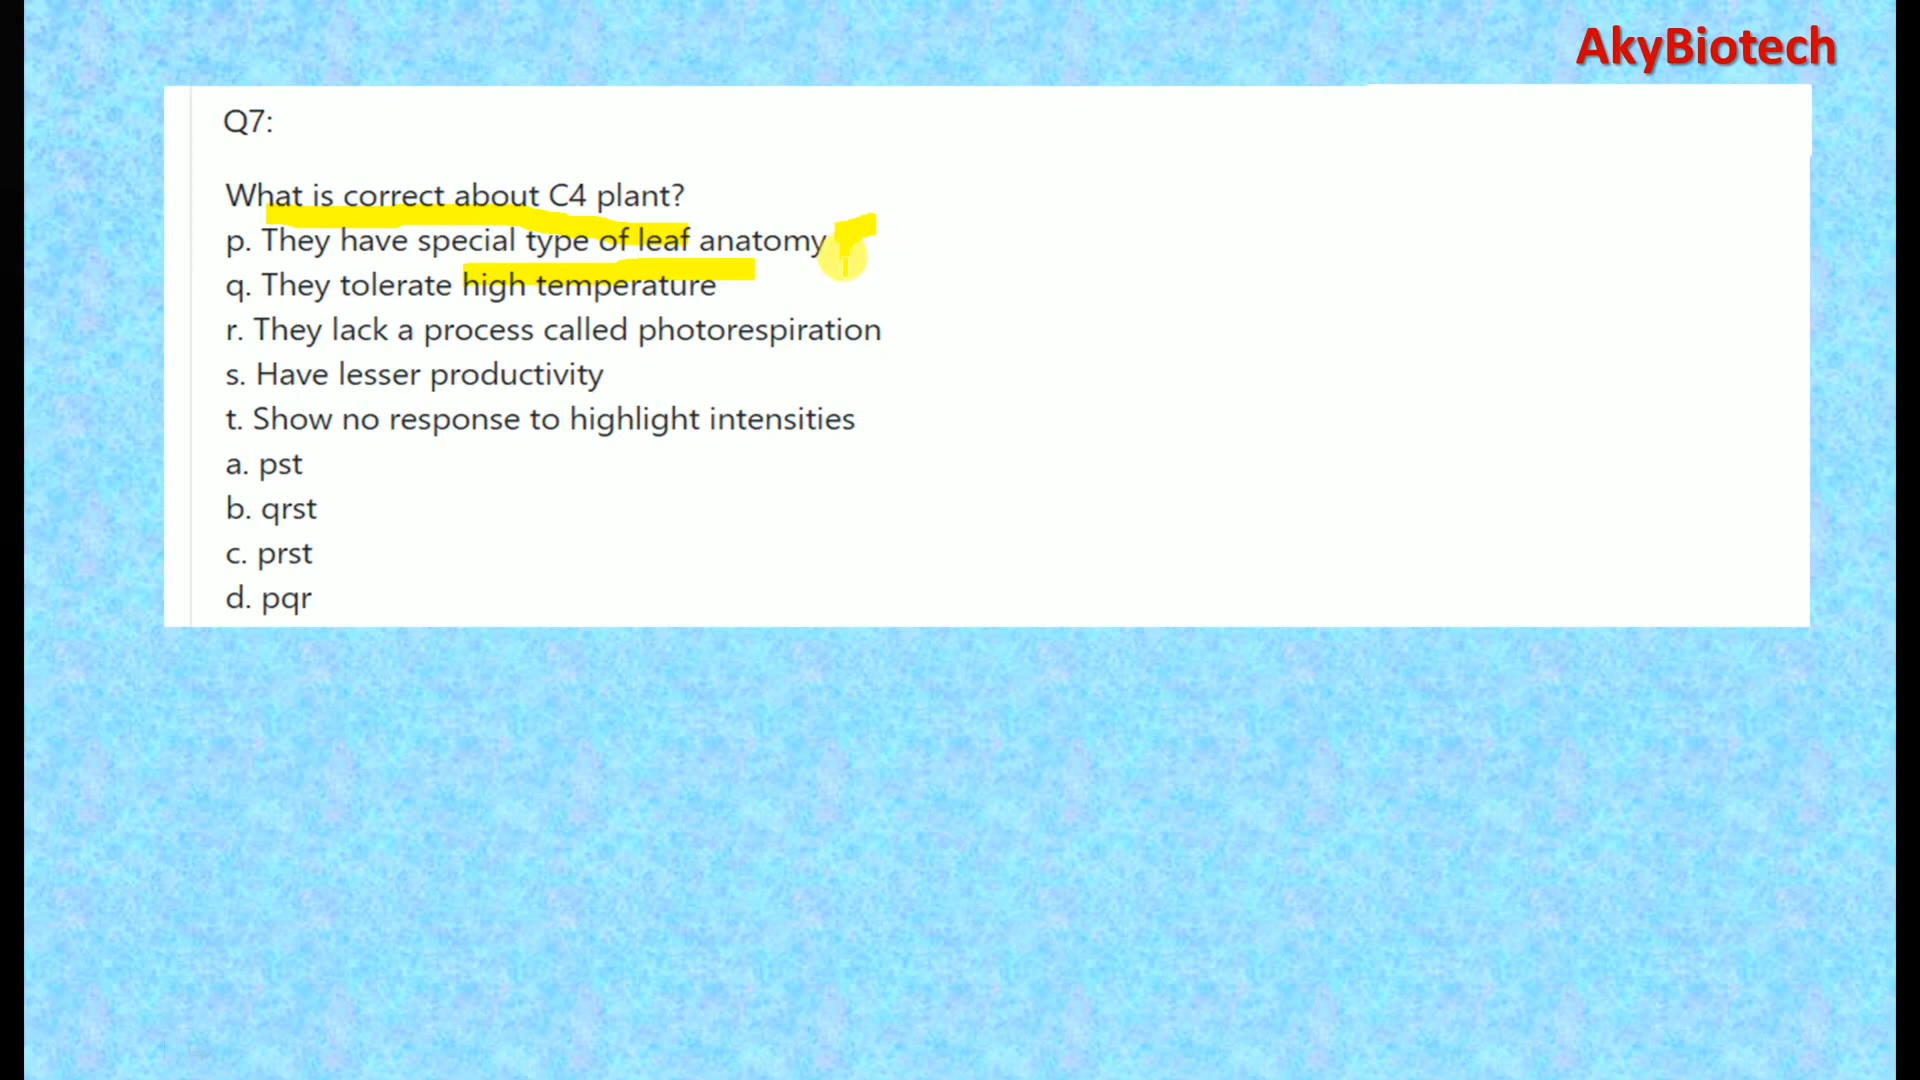 AkyBiotech
Q7:
What is correct about C4 plant?
p. They have special type of leaf anatomy
q. They tolerate high temperature
r. They lack a process called photorespiration
s. Have lesser productivity
t. Show no response to highlight intensities
a. pst
b. qrst
c. prst
d. pqr